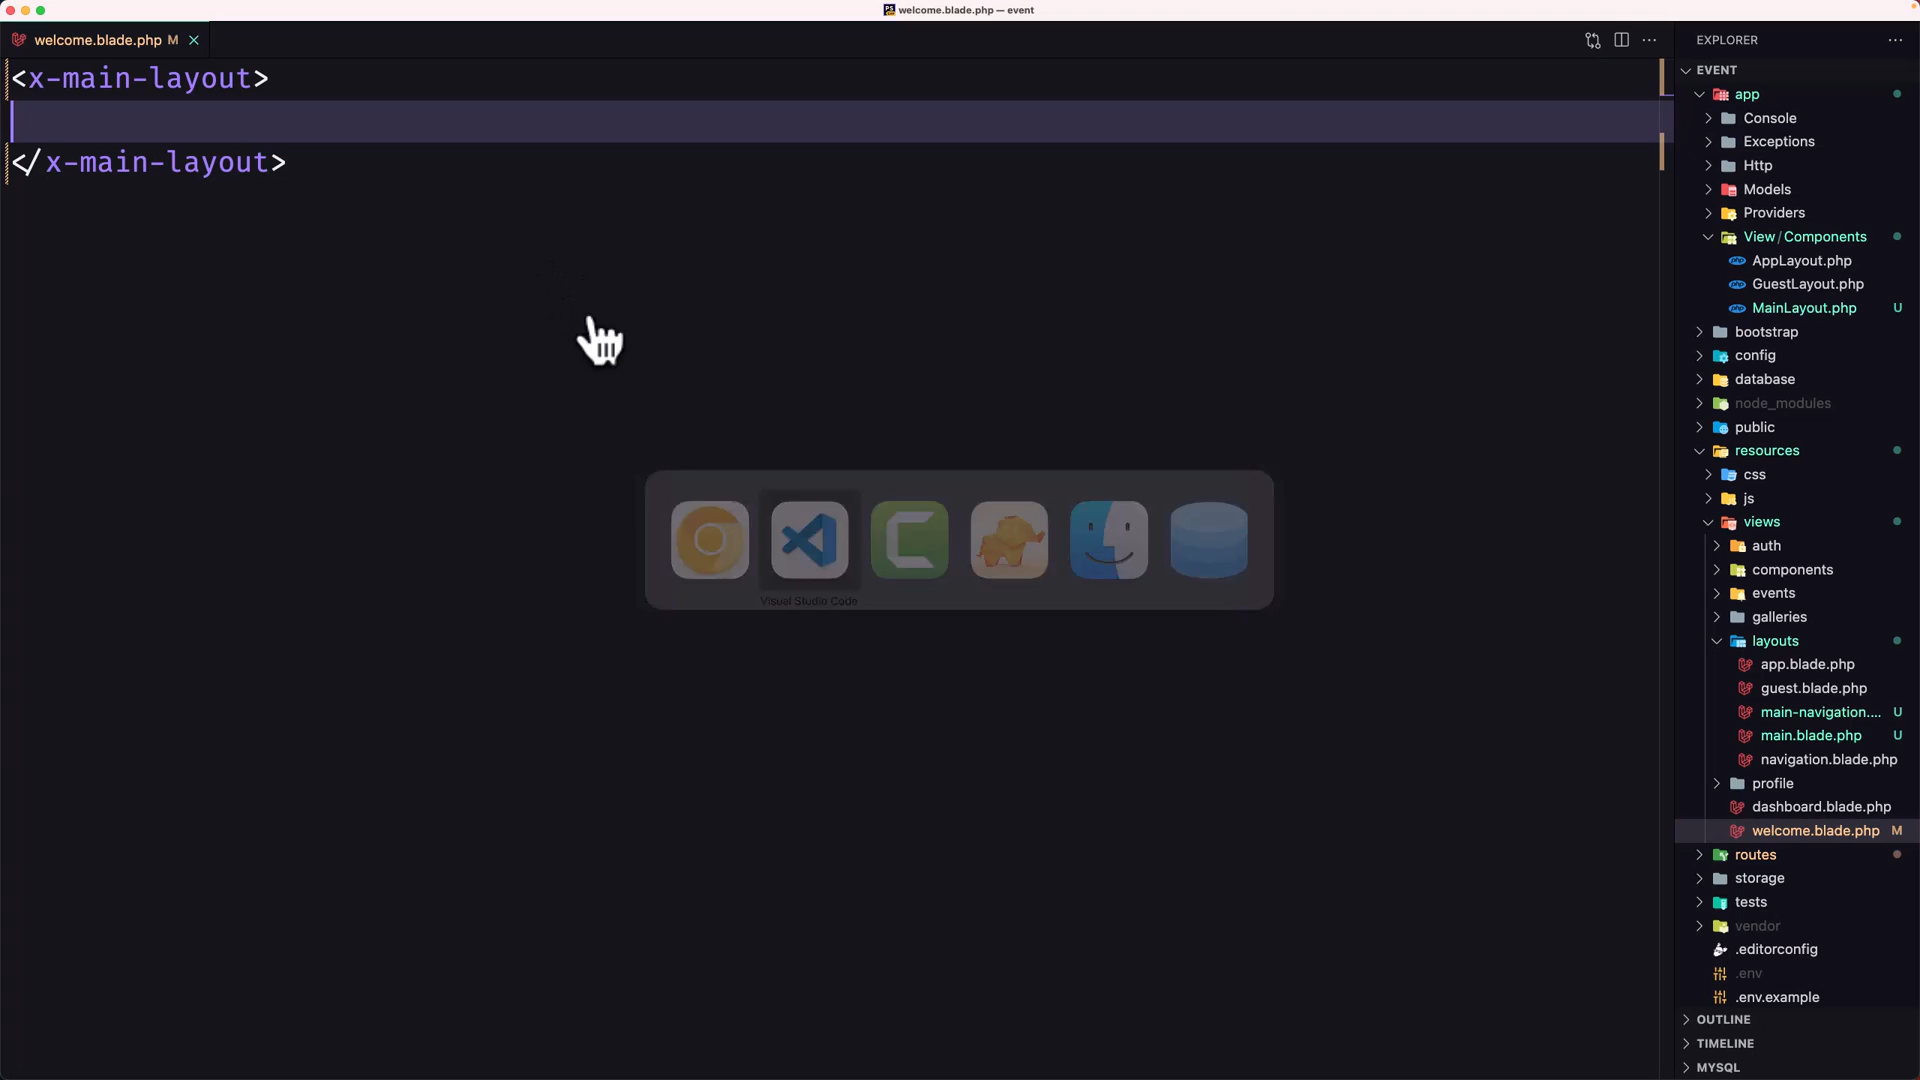 welcome.blade.php — event
welcome.blade.php M
<x-main-layout>
</x-main-layout>
Visual Studio Code
EXPLORER
EVENT
app
Console
Exceptions
Http
Models
Providers
View/Components
AppLayout.php
GuestLayout.php
MainLayout.php U
bootstrap
config
database
node_modules
public
resources
css
js
views
auth
components
events
galleries
layouts
app.blade.php
guest.blade.php
main-navigation.... U
main.blade.php U
navigation.blade.php
profile
dashboard.blade.php
welcome.blade.php M
routes
storage
tests
vendor
.editorconfig
.env
.env.example
OUTLINE
TIMELINE
MYSQL